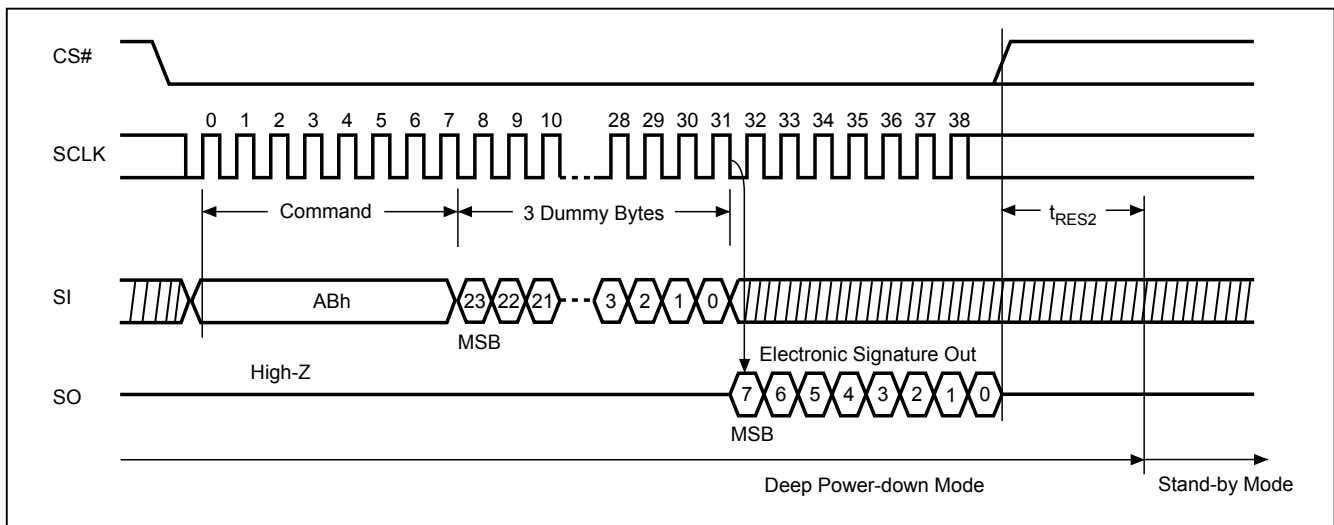 CS#
0 1 2 3 4 5 6 7 8 9 10 28 29 30 31 32 33 34 35 36 37 38
SCLK
Command 3 Dummy Bytes tRES2
SI ABh 23 22 21 3 2 1 0
MSB
Electronic Signature Out
High-Z
SO 7 6 5 4 3 2 1 0
MSB
Deep Power-down Mode Stand-by Mode